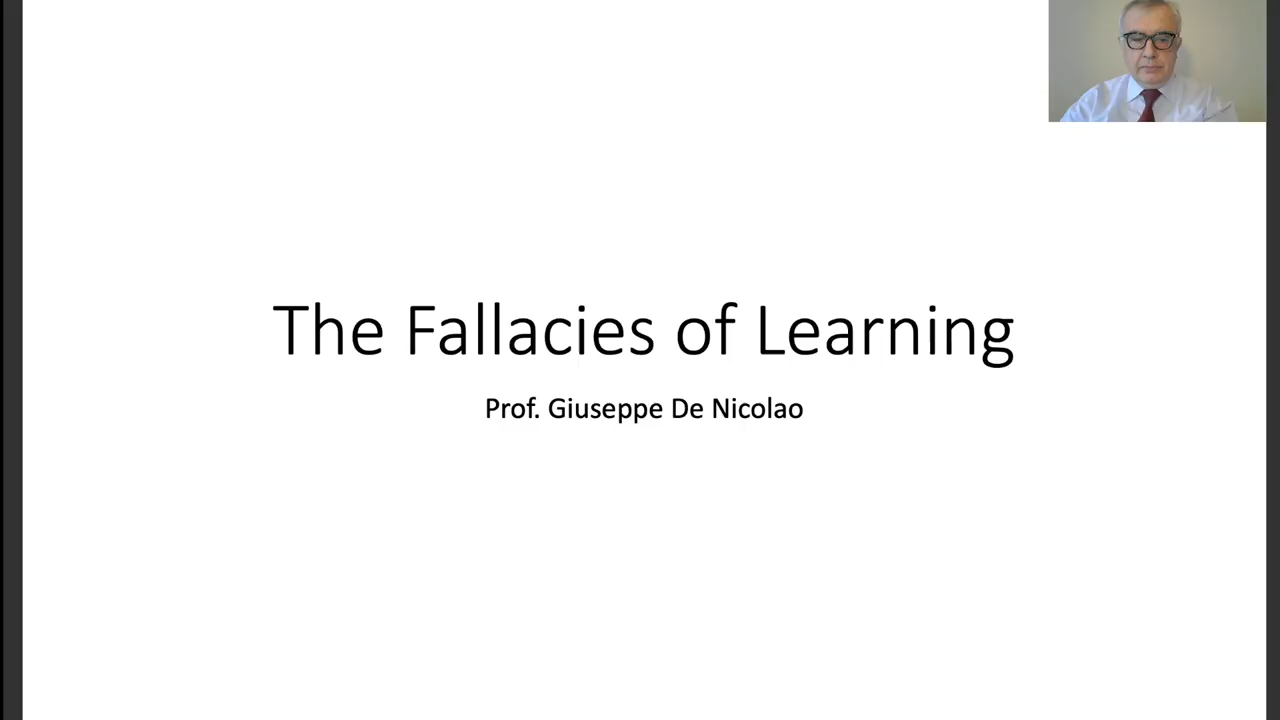 The Fallacies of Learning
Prof. Giuseppe De Nicolao